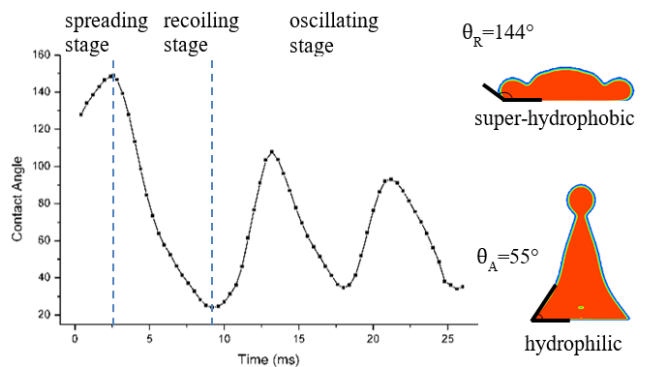 spreading recoiling oscillating
stage stage stage
160
140
120
100
80
60
40
20
Contact Angle
0 5 10 15 20 25
Time (ms)
θR=144°
super-hydrophobic
θA=55°
hydrophilic